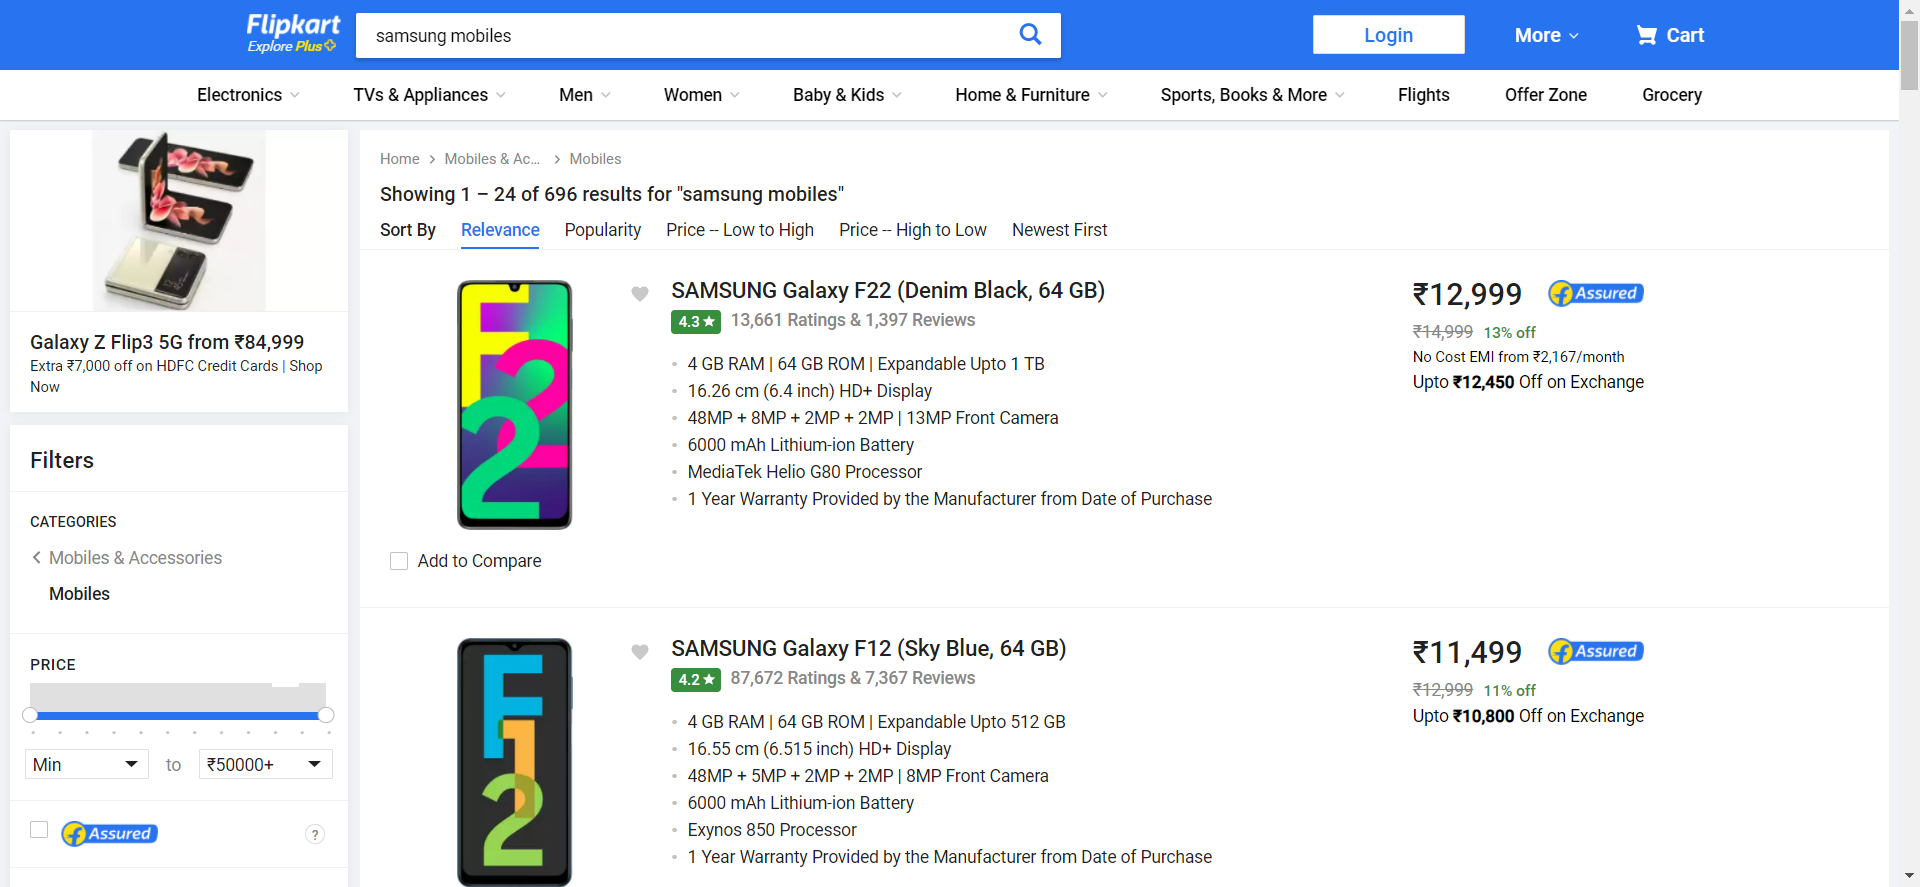 Flipkart
Explore Plus
samsung mobiles
Login
More
Cart
Electronics
TVs & Appliances
Men
Women
Baby & Kids
Home & Furniture
Sports, Books & More
Flights
Offer Zone
Grocery
Galaxy Z Flip3 5G from ₹84,999
Extra ₹7,000 off on HDFC Credit Cards | Shop
Now
Filters
CATEGORIES
Mobiles & Accessories
Mobiles
PRICE
Min
to
₹50000+
Assured
?
Home
Mobiles & Ac...
Mobiles
Showing 1 – 24 of 696 results for "samsung mobiles"
Sort By
Relevance
Popularity
Price -- Low to High
Price -- High to Low
Newest First
F22
Add to Compare
SAMSUNG Galaxy F22 (Denim Black, 64 GB)
4.3 ★ 13,661 Ratings & 1,397 Reviews
4 GB RAM | 64 GB ROM | Expandable Upto 1 TB
16.26 cm (6.4 inch) HD+ Display
48MP + 8MP + 2MP + 2MP | 13MP Front Camera
6000 mAh Lithium-ion Battery
MediaTek Helio G80 Processor
1 Year Warranty Provided by the Manufacturer from Date of Purchase
₹12,999
Assured
₹14,999 13% off
No Cost EMI from ₹2,167/month
Upto ₹12,450 Off on Exchange
F12
SAMSUNG Galaxy F12 (Sky Blue, 64 GB)
4.2 ★ 87,672 Ratings & 7,367 Reviews
4 GB RAM | 64 GB ROM | Expandable Upto 512 GB
16.55 cm (6.515 inch) HD+ Display
48MP + 5MP + 2MP + 2MP | 8MP Front Camera
6000 mAh Lithium-ion Battery
Exynos 850 Processor
1 Year Warranty Provided by the Manufacturer from Date of Purchase
₹11,499
Assured
₹12,999 11% off
Upto ₹10,800 Off on Exchange